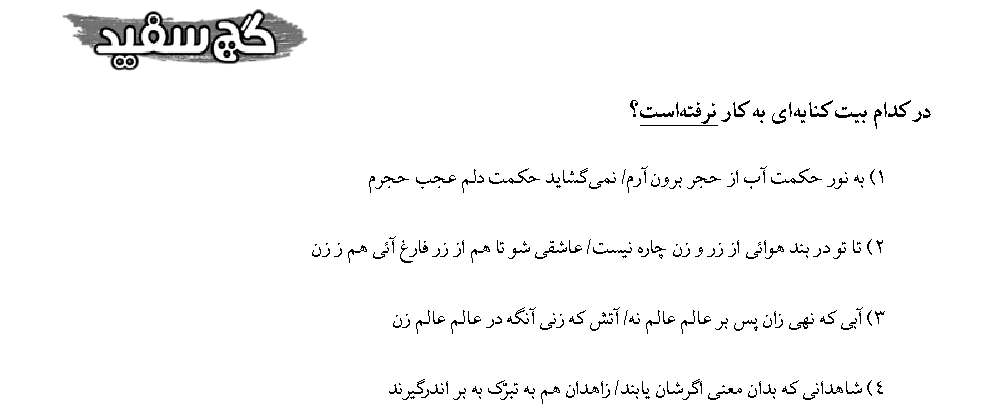 گچ سفید
در کدام بیت کنایه‌ای به کار نرفته‌است؟
۱) به نور حکمت آب از حجر برون آرم/ نمی‌گشاید حکمت دلم عجب حجرم
۲) تا تو در بند هوائی از زر و زن چاره نیست/ عاشقی شو تا هم از زر فارغ آئی هم ز زن
۳) آبی که نهی زان پس بر عالم عالم نه/ آتش که زنی آنگه در عالم عالم زن
٤) شاهدانی که بدان معنی اگرشان یابند/ زاهدان هم به تبرّک به بر اندرگیرند